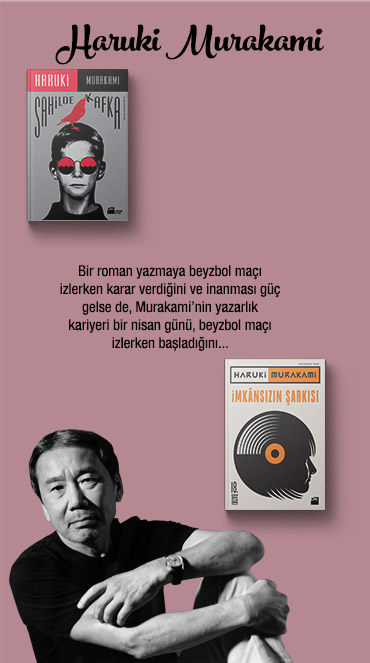 Haruki Murakami
HARUKI MURAKAMI
SAHİLDE KAFKA
Bir roman yazmaya beyzbol maçı
izlerken karar verdiğini ve inanması güç
gelse de, Murakami’nin yazarlık
kariyeri bir nisan günü, beyzbol maçı
izlerken başladığını...
HARUKI MURAKAMI
İMKÂNSIZIN ŞARKISI